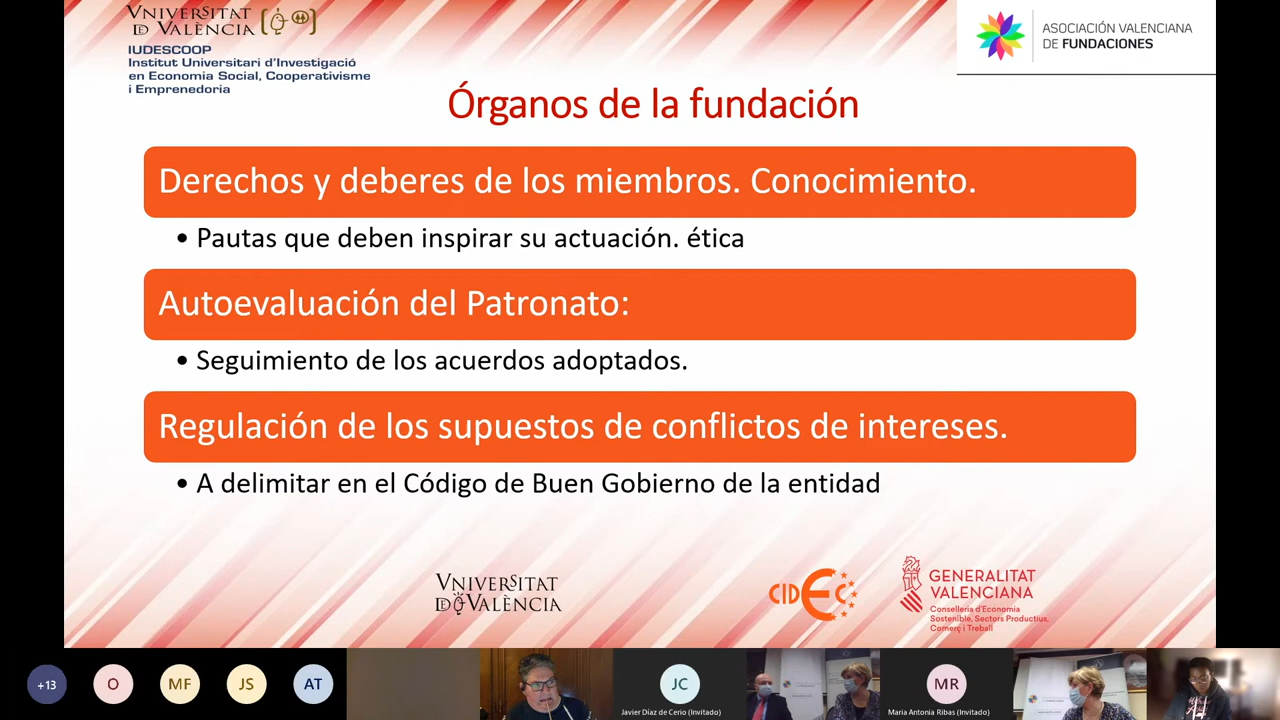 VNIVERSITAT
DE VALÈNCIA
IUDESCOOP
Institut Universitari d'Investigació
en Economia Social, Cooperativisme
i Emprenedoria
ASOCIACIÓN VALENCIANA
DE FUNDACIONES
Órganos de la fundación
Derechos y deberes de los miembros. Conocimiento.
• Pautas que deben inspirar su actuación. ética
Autoevaluación del Patronato:
• Seguimiento de los acuerdos adoptados.
Regulación de los supuestos de conflictos de intereses.
• A delimitar en el Código de Buen Gobierno de la entidad
VNIVERSITAT
DE VALÈNCIA
CIDEC
GENERALITAT
VALENCIANA
Conselleria d'Economia
Sostenible, Sectors Productius,
Comerç i Treball
+13
O
MF
JS
AT
JC
Javier Díaz de Cerio (Invitado)
MR
Maria Antonia Ribas (Invitado)